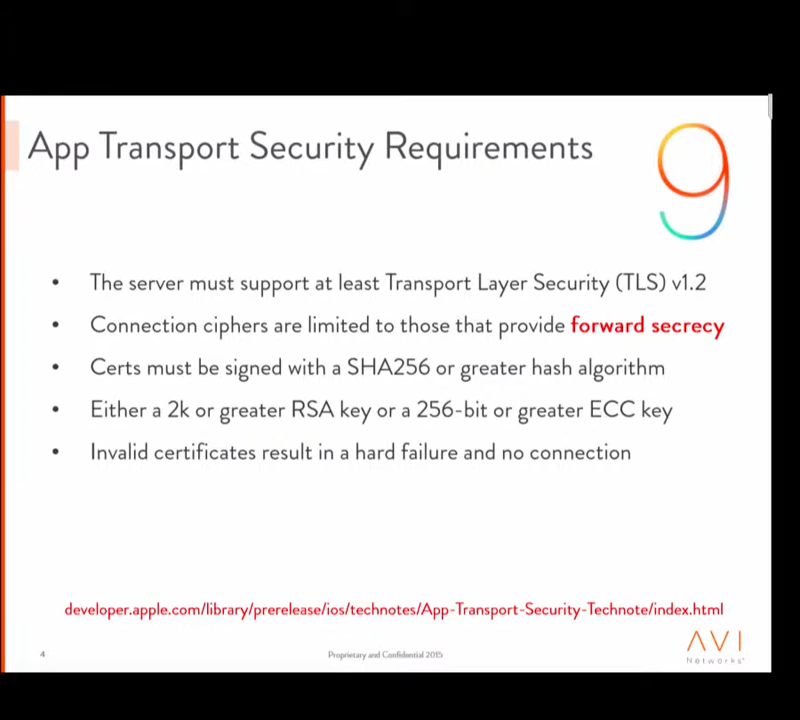 App Transport Security Requirements
9
• The server must support at least Transport Layer Security (TLS) v1.2
• Connection ciphers are limited to those that provide forward secrecy
• Certs must be signed with a SHA256 or greater hash algorithm
• Either a 2k or greater RSA key or a 256-bit or greater ECC key
• Invalid certificates result in a hard failure and no connection
developer.apple.com/library/prerelease/ios/technotes/App-Transport-Security-Technote/index.html
4
Proprietary and Confidential 2015
AVI
Networks